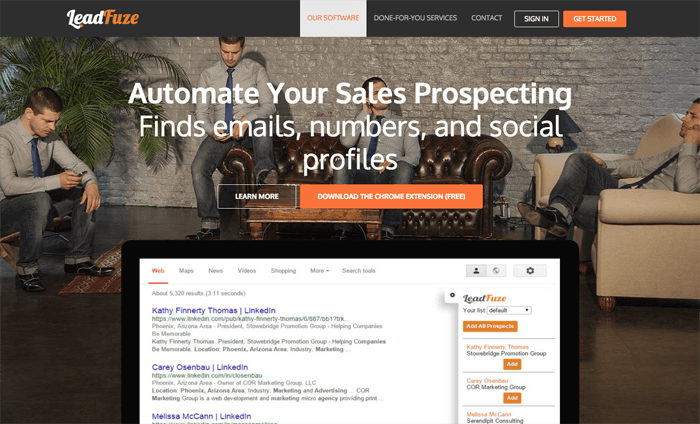 LeadFuze
OUR SOFTWARE
DONE-FOR-YOU SERVICES
CONTACT
SIGN IN
GET STARTED
Automate Your Sales Prospecting
Finds emails, numbers, and social
profiles
LEARN MORE
DOWNLOAD THE CHROME EXTENSION (FREE)
Web Maps News Videos Shopping More Search tools
About 5,320 results (3.11 seconds)
Kathy Finnerty Thomas | LinkedIn
https://www.linkedin.com/pub/kathy-finnerty-thomas/6/887/bb1?trk...
Phoenix, Arizona Area - President, Stowebridge Promotion Group - Helping Companies
Be Memorable
Kathy Finnerty Thomas. President, Stowebridge Promotion Group - Helping Companies
Be Memorable. Location: Phoenix, Arizona Area; Industry: Marketing ...
Carey Osenbau | LinkedIn
https://www.linkedin.com/in/closenbau
Phoenix, Arizona Area - Owner of COR Marketing Group, LLC
Location: Phoenix, Arizona Area; Industry: Marketing and Advertising ... COR
Marketing Group is a web development and marketing micro agency providing print ...
Melissa McCann | LinkedIn
LeadFuze
Your list: default
Add All Prospects
Kathy Finnerty Thomas
Stowebridge Promotion Group
Add
Carey Osenbau
COR Marketing Group
Add
Melissa McCann
Serendipit Consulting